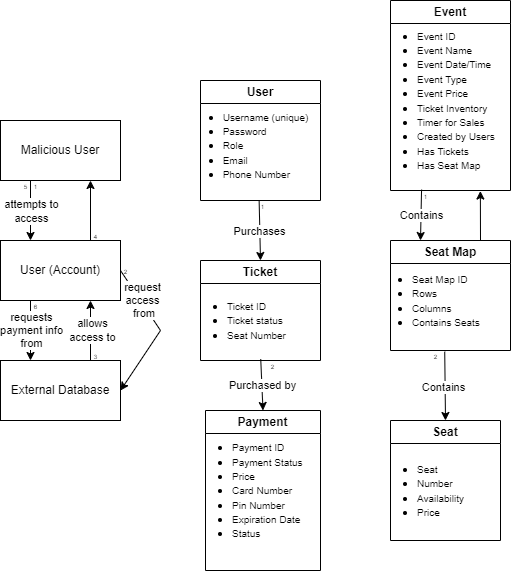 Malicious User
5
1
attempts to
access
4
User (Account)
2
request
access
from
6
requests
payment info
from
allows
access to
3
External Database
User
Username (unique)
Password
Role
Email
Phone Number
1
Purchases
Ticket
Ticket ID
Ticket status
Seat Number
2
Purchased by
Payment
Payment ID
Payment Status
Price
Card Number
Pin Number
Expiration Date
Status
Event
Event ID
Event Name
Event Date/Time
Event Type
Event Price
Ticket Inventory
Timer for Sales
Created by Users
Has Tickets
Has Seat Map
1
Contains
Seat Map
Seat Map ID
Rows
Columns
Contains Seats
2
Contains
Seat
Seat
Number
Availability
Price